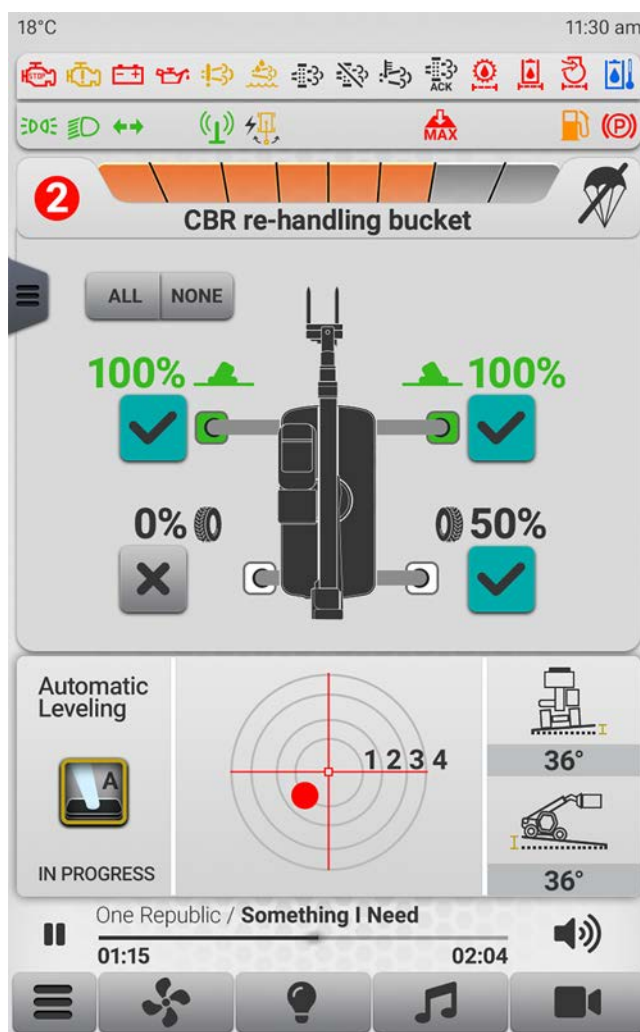 18°C
11:30 am
STOP
ACK
MAX
(P)
2
CBR re-handling bucket
ALL
NONE
100%
100%
0%
50%
Automatic
Leveling
1 2 3 4
A
36°
36°
IN PROGRESS
One Republic / Something I Need
01:15
02:04